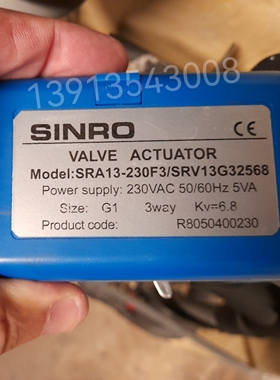 13913543008
SINRO CE
VALVE ACTUATOR
Model:SRA13-230F3/SRV13G32568
Power supply: 230VAC 50/60Hz 5VA
Size: G1 3way Kv=6.8
Product code: R8050400230